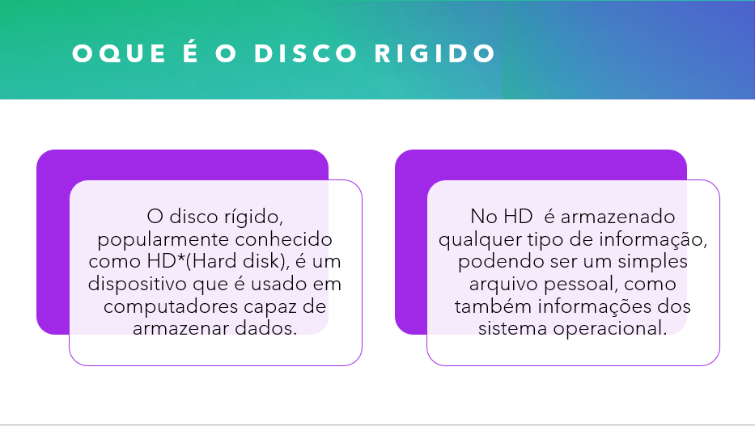 OQUE É O DISCO RIGIDO
O disco rígido,
popularmente conhecido
como HD*(Hard disk), é um
dispositivo que é usado em
computadores capaz de
armazenar dados.
No HD  é armazenado
qualquer tipo de informação,
podendo ser um simples
arquivo pessoal, como
também informações dos
sistema operacional.